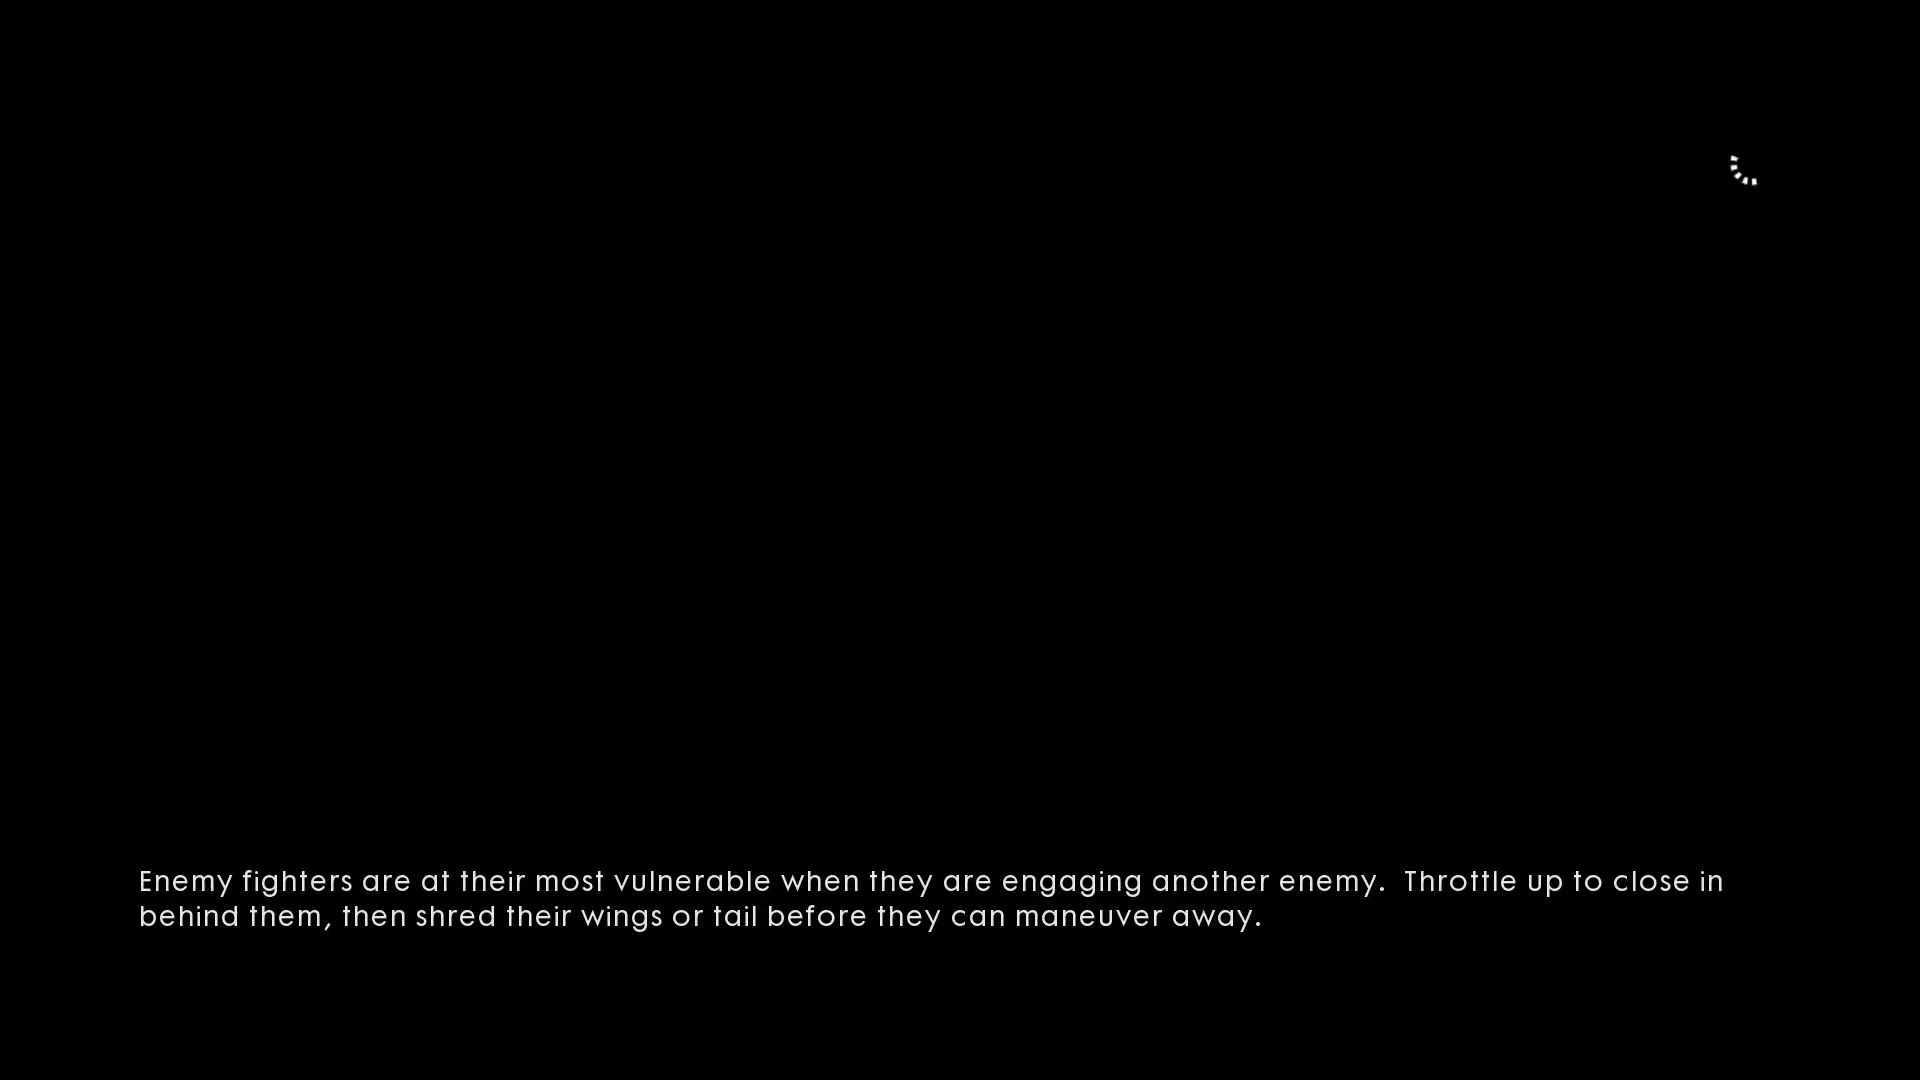 Enemy fighters are at their most vulnerable when they are engaging another enemy.  Throttle up to close in
behind them, then shred their wings or tail before they can maneuver away.